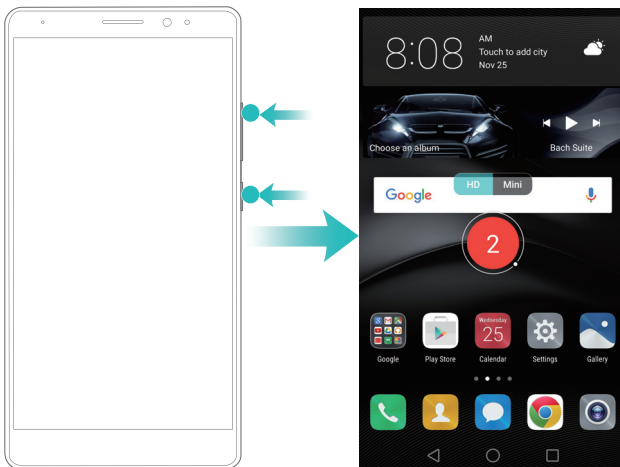 8:08
AM
Touch to add city
Nov 25
Choose an album
Bach Suite
HD Mini
Google
2
Wednesday
25
Google
Play Store
Calendar
Settings
Gallery